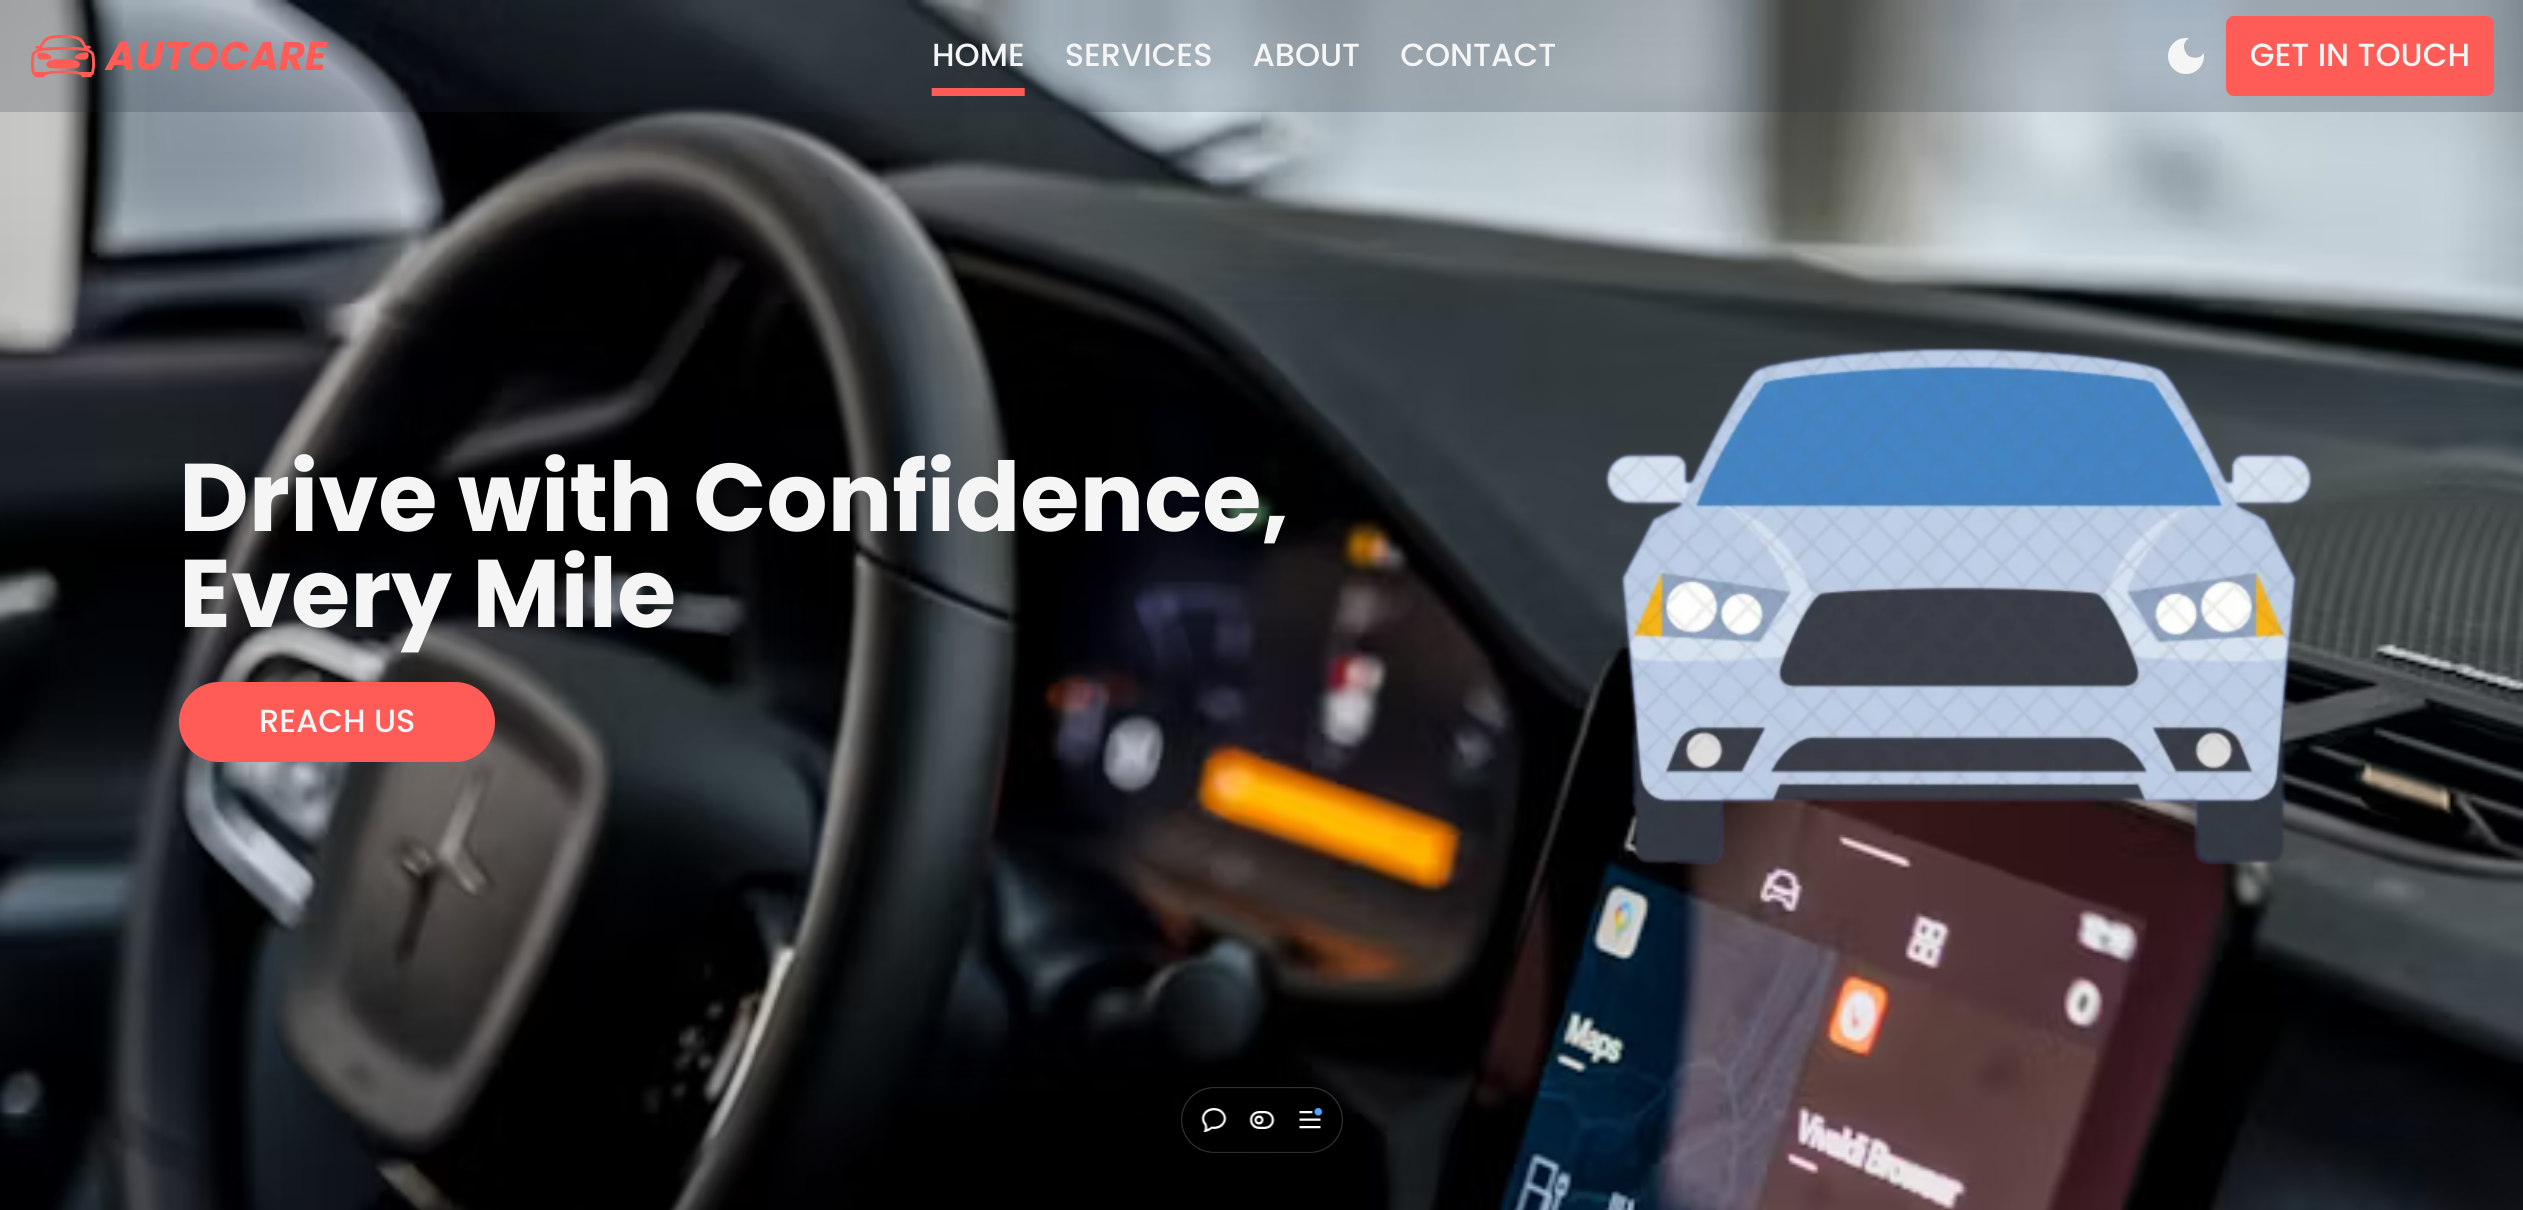 AUTOCARE
HOME SERVICES ABOUT CONTACT
GET IN TOUCH
Drive with Confidence,
Every Mile
REACH US
Maps
Vivaldi Browser